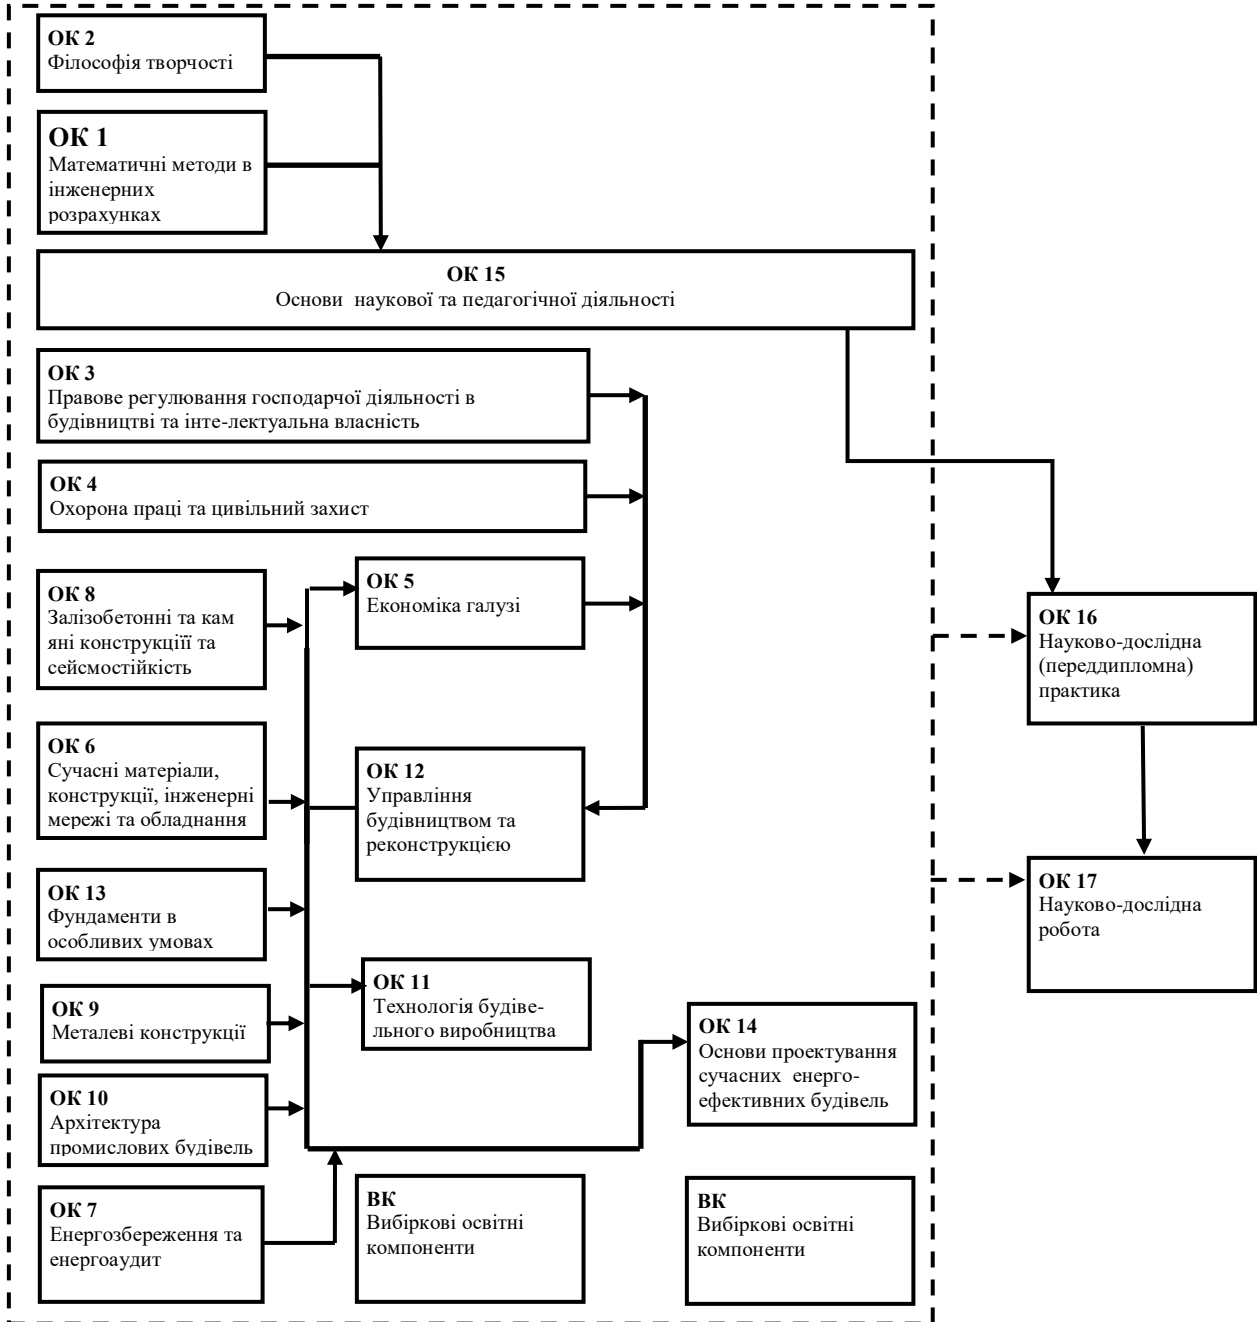 ОК 2
Філософія творчості
ОК 1
Математичні методи в
інженерних
розрахунках
ОК 15
Основи наукової та педагогічної діяльності
ОК 3
Правове регулювання господарчої діяльності в
будівництві та інте-лектуальна власність
ОК 4
Охорона праці та цивільний захист
ОК 8
Залізобетонні та кам
яні конструкціїї та
сейсмостійкість
ОК 5
Економіка галузі
ОК 16
Науково-дослідна
(переддипломна)
практика
ОК 6
Сучасні матеріали,
конструкції, інженерні
мережі та обладнання
ОК 12
Управління
будівництвом та
реконструкцією
ОК 13
Фундаменти в
особливих умовах
ОК 17
Науково-дослідна
робота
ОК 9
Металеві конструкції
ОК 11
Технологія будіве-
льного виробництва
ОК 14
Основи проектування
сучасних енерго-
ефективних будівель
ОК 10
Архітектура
промислових будівель
ОК 7
Енергозбереження та
енергоаудит
ВК
Вибіркові освітні
компоненти
ВК
Вибіркові освітні
компоненти